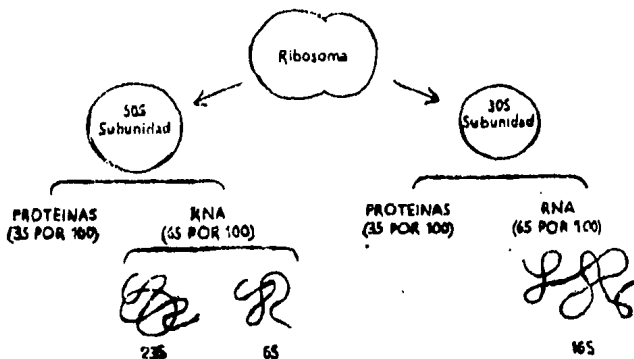 Ribosoma
50S
Subunidad
30S
Subunidad
PROTEINAS
(35 POR 100)
RNA
(65 POR 100)
PROTEINAS
(35 POR 100)
RNA
(65 POR 100)
23S
6S
16S